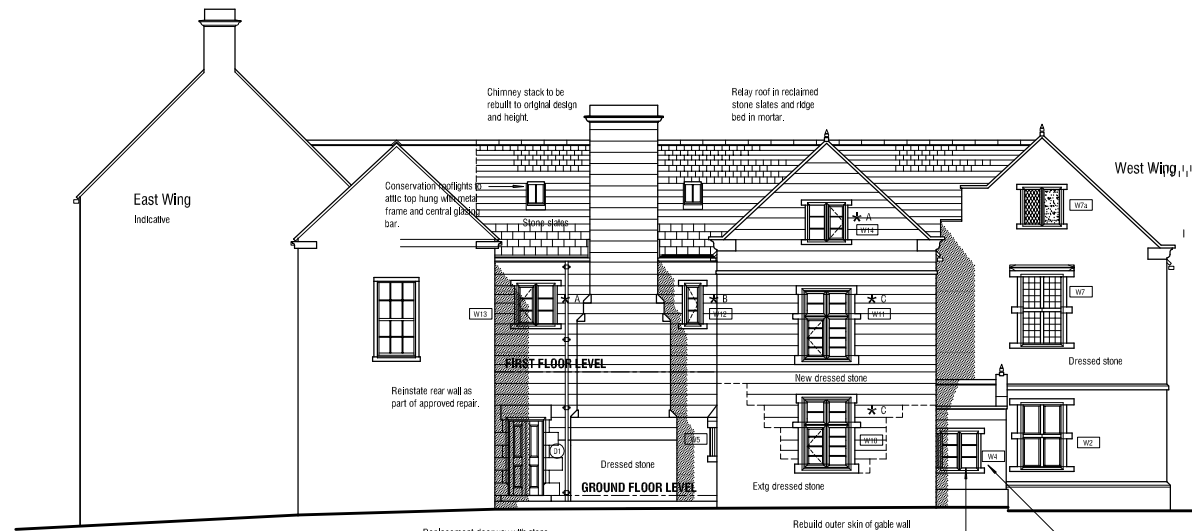 Chimney stack to be
rebuilt to original design
and height.
Relay roof in reclaimed
stone slates and ridge
bed in mortar.
West Wing
East Wing
Indicative
Conservation rooflights to
attic top hung with metal
frame and central glazing
bar.
Stone slates
W7a
A
W14
W7
W13
A
B
W12
C
W11
FIRST FLOOR LEVEL
Dressed stone
New dressed stone
Reinstate rear wall as
part of approved repair.
C
W10
W5
W2
W4
D1
Dressed stone
GROUND FLOOR LEVEL
Extg dressed stone
Rebuild outer skin of gable wall